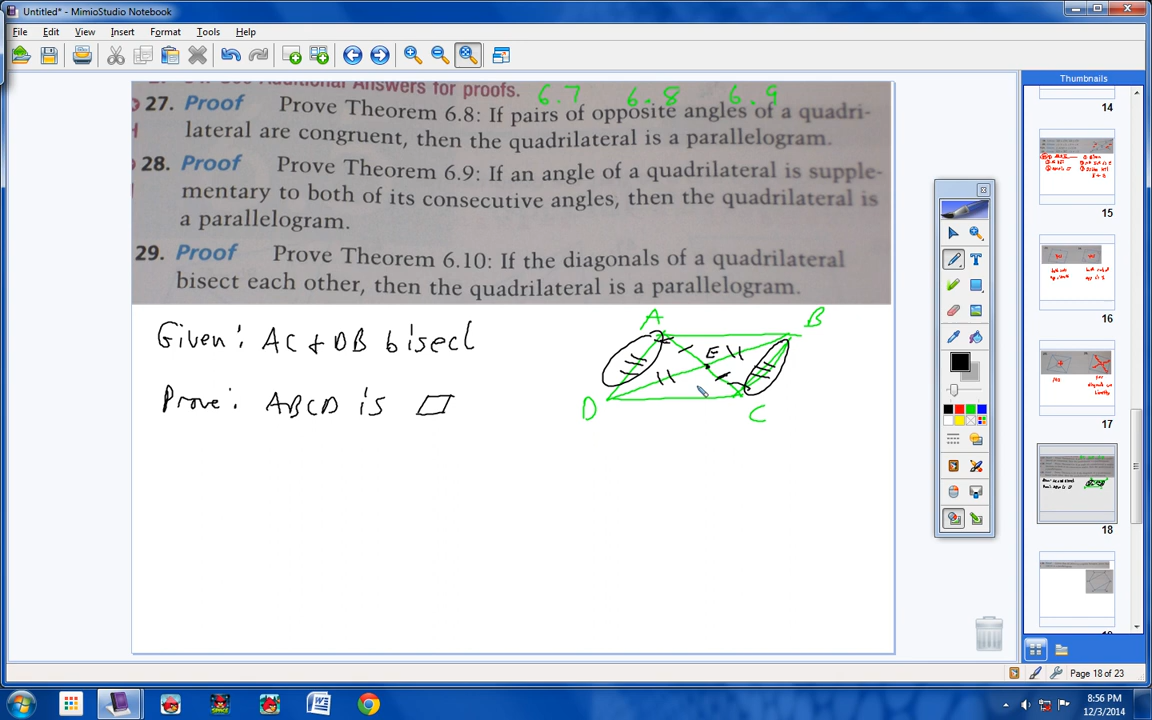 Untitled* - MimioStudio Notebook
File Edit View Insert Format Tools Help
Thumbnails
Additional Answers for proofs.
6.7 6.8 6.9
27. Proof Prove Theorem 6.8: If pairs of opposite angles of a quadri-
lateral are congruent, then the quadrilateral is a parallelogram.
28. Proof Prove Theorem 6.9: If an angle of a quadrilateral is supple-
mentary to both of its consecutive angles, then the quadrilateral is
a parallelogram.
29. Proof Prove Theorem 6.10: If the diagonals of a quadrilateral
bisect each other, then the quadrilateral is a parallelogram.
Given: AC & DB bisect
Prove: ABCD is ▱
A B
E
D C
T
14
15
16
17
18
Page 18 of 23
8:56 PM
12/3/2014